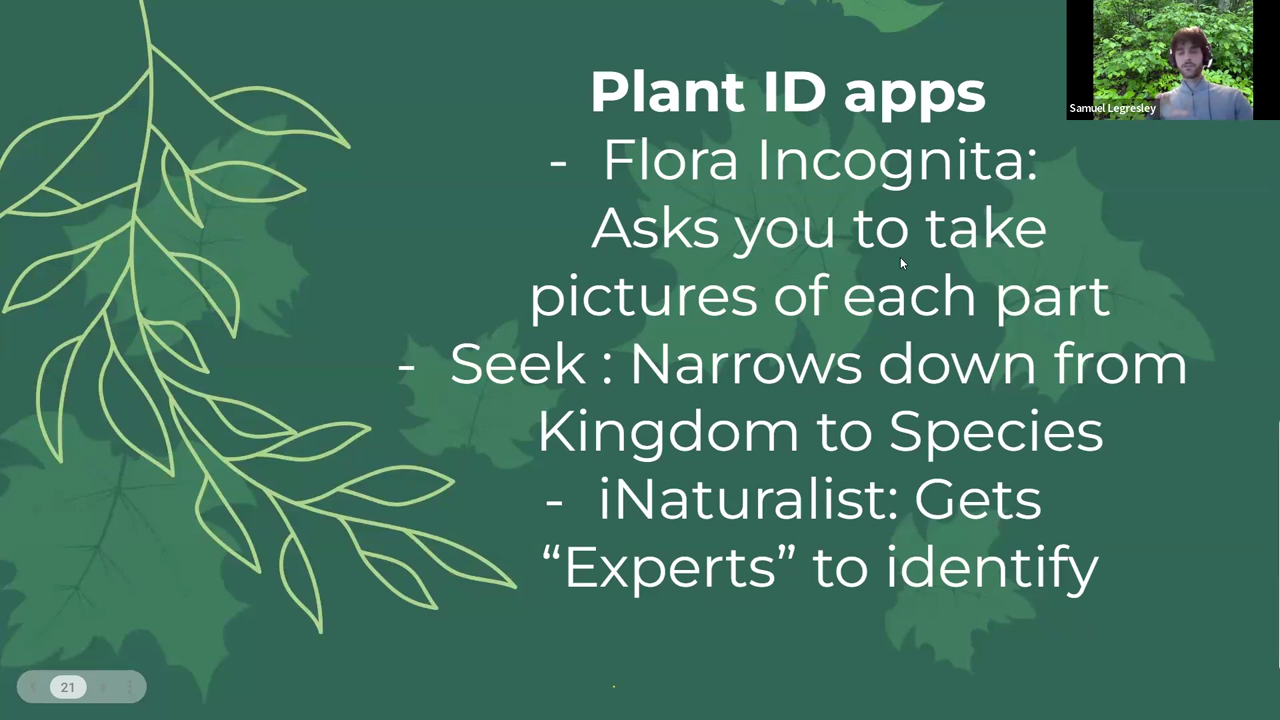 Plant ID apps
- Flora Incognita:
Asks you to take
pictures of each part
- Seek : Narrows down from
Kingdom to Species
- iNaturalist: Gets
“Experts” to identify
Samuel Legresley
21